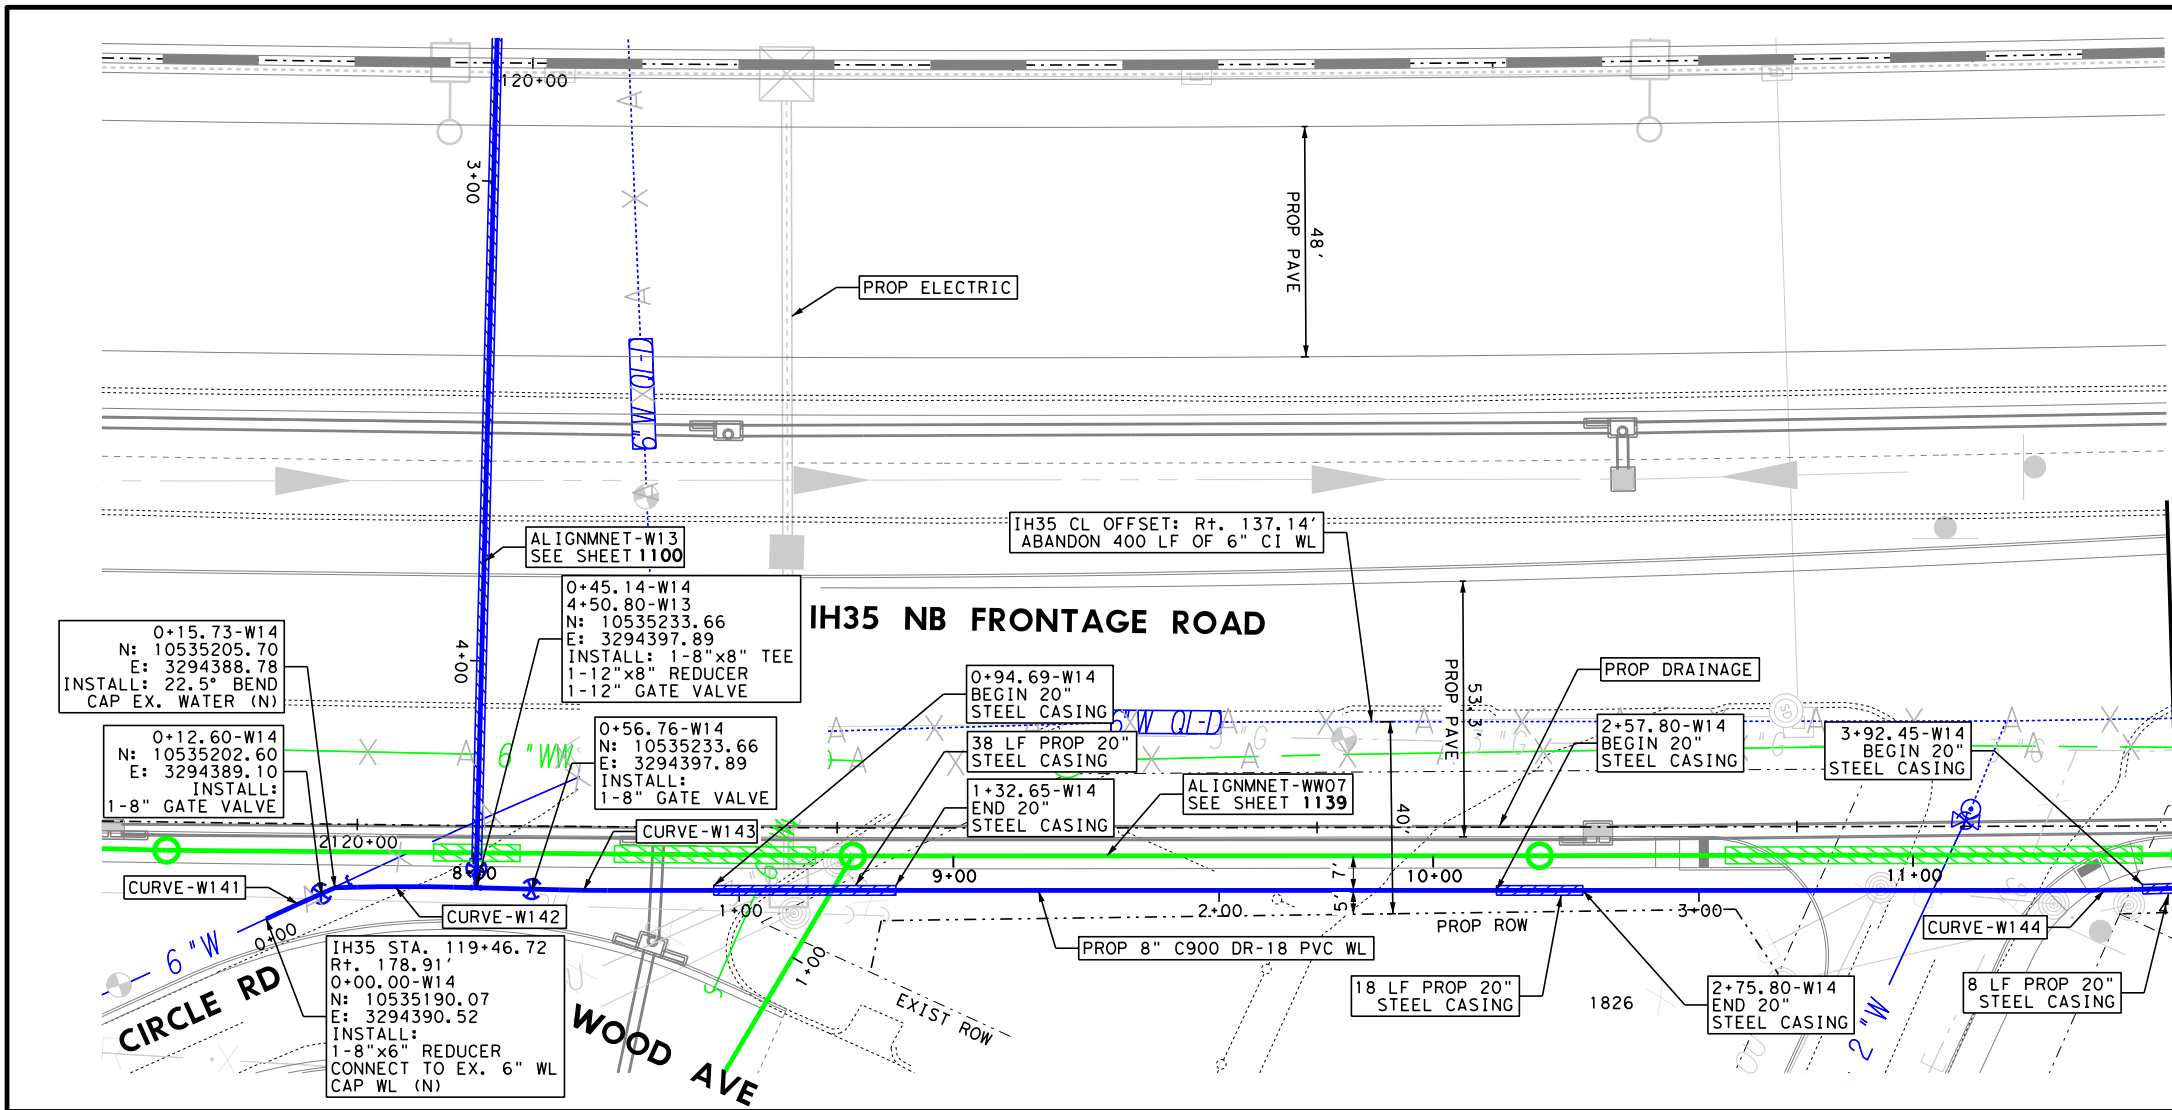 120+00
3+00
48'
PROP PAVE
PROP ELECTRIC
6"W QL-D
ALIGNMNET-W13
SEE SHEET 1100
IH35 CL OFFSET: Rt. 137.14'
ABANDON 400 LF OF 6" CI WL
0+45.14-W14
4+50.80-W13
N: 10535233.66
E: 3294397.89
INSTALL: 1-8"x8" TEE
1-12"x8" REDUCER
1-12" GATE VALVE
IH35 NB FRONTAGE ROAD
0+15.73-W14
N: 10535205.70
E: 3294388.78
INSTALL: 22.5° BEND
CAP EX. WATER (N)
4+00
0+94.69-W14
BEGIN 20"
STEEL CASING
53.3'
PROP PAVE
PROP DRAINAGE
6"W QL-D
SD
0+12.60-W14
N: 10535202.60
E: 3294389.10
INSTALL:
1-8" GATE VALVE
6"WW
0+56.76-W14
N: 10535233.66
E: 3294397.89
INSTALL:
1-8" GATE VALVE
38 LF PROP 20"
STEEL CASING
2+57.80-W14
BEGIN 20"
STEEL CASING
3+92.45-W14
BEGIN 20"
STEEL CASING
1+32.65-W14
END 20"
STEEL CASING
ALIGNMNET-WW07
SEE SHEET 1139
40'
CURVE-W143
2120+00
8+00
9+00
10+00
11+00
7'
5'
CURVE-W141
CURVE-W142
1+00
2+00
3+00
PROP ROW
CURVE-W144
0+00
6"W
PROP 8" C900 DR-18 PVC WL
1+00
IH35 STA. 119+46.72
Rt. 178.91'
0+00.00-W14
N: 10535190.07
E: 3294390.52
INSTALL:
1-8"x6" REDUCER
CONNECT TO EX. 6" WL
CAP WL (N)
CIRCLE RD
WOOD AVE
EXIST ROW
18 LF PROP 20"
STEEL CASING
1826
2+75.80-W14
END 20"
STEEL CASING
2"W
8 LF PROP 20"
STEEL CASING